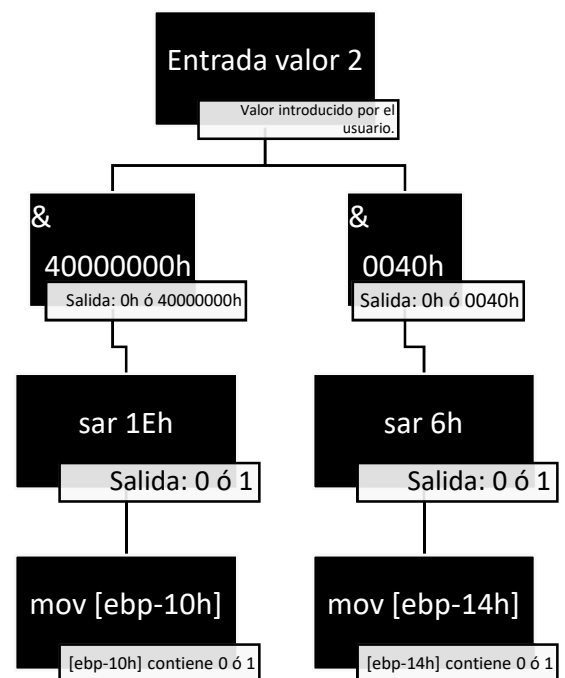 Entrada valor 2
Valor introducido por el
usuario.
&
40000000h
Salida: 0h ó 40000000h
&
0040h
Salida: 0h ó 0040h
sar 1Eh
Salida: 0 ó 1
sar 6h
Salida: 0 ó 1
mov [ebp-10h]
[ebp-10h] contiene 0 ó 1
mov [ebp-14h]
[ebp-14h] contiene 0 ó 1